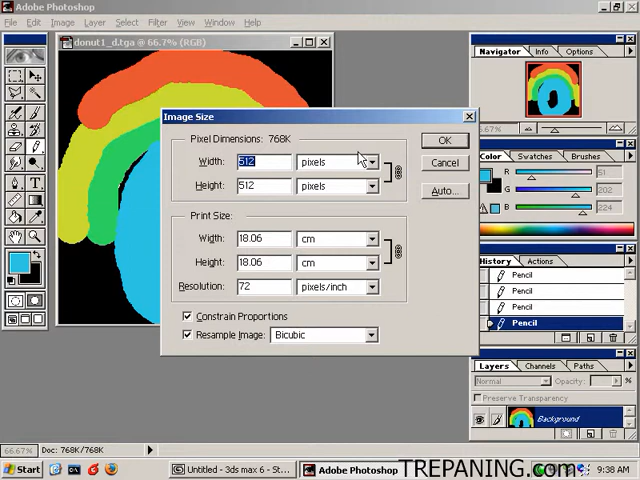 Adobe Photoshop
File Edit Image Layer Select Filter View Window Help
donut1_d.tga @ 66.7% (RGB)
Navigator Info Options
Image Size
Pixel Dimensions: 768K
Width: 512 pixels
Height: 512 pixels
OK
Cancel
Auto...
Print Size:
Width: 18.06 cm
Height: 18.06 cm
Resolution: 72 pixels/inch
Constrain Proportions
Resample Image: Bicubic
Color Swatches Brushes
R 51
G 202
B 224
History Actions
Pencil
Pencil
Pencil
Pencil
Layers Channels Paths
Normal Opacity: %
Preserve Transparency
Background
66.67% Doc: 768K/768K
Start Untitled - 3ds max 6 - St... Adobe Photoshop 9:38 AM
TREPANING.com